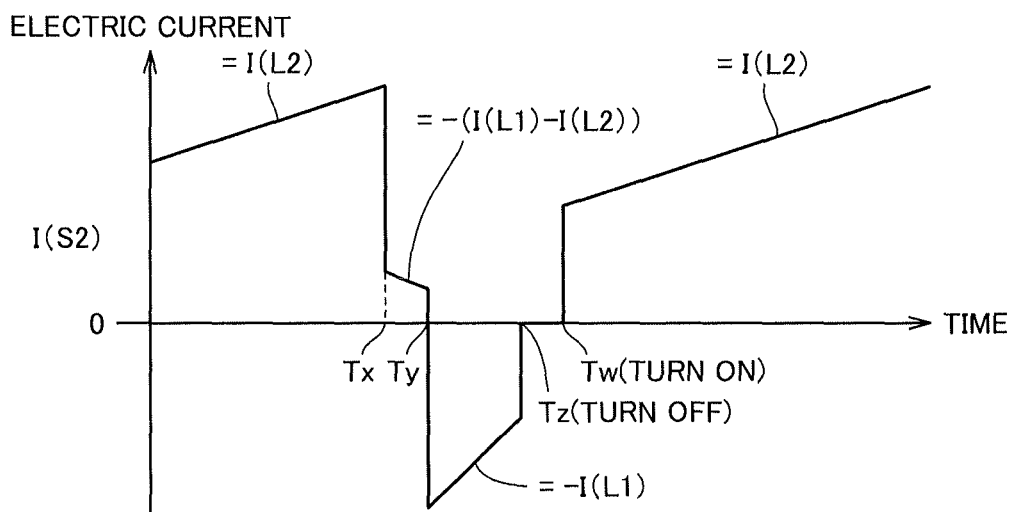 ELECTRIC CURRENT
= I(L2)
= I(L2)
= -(I(L1)-I(L2))
I(S2)
0
TIME
Tx Ty
Tw(TURN ON)
Tz(TURN OFF)
= -I(L1)